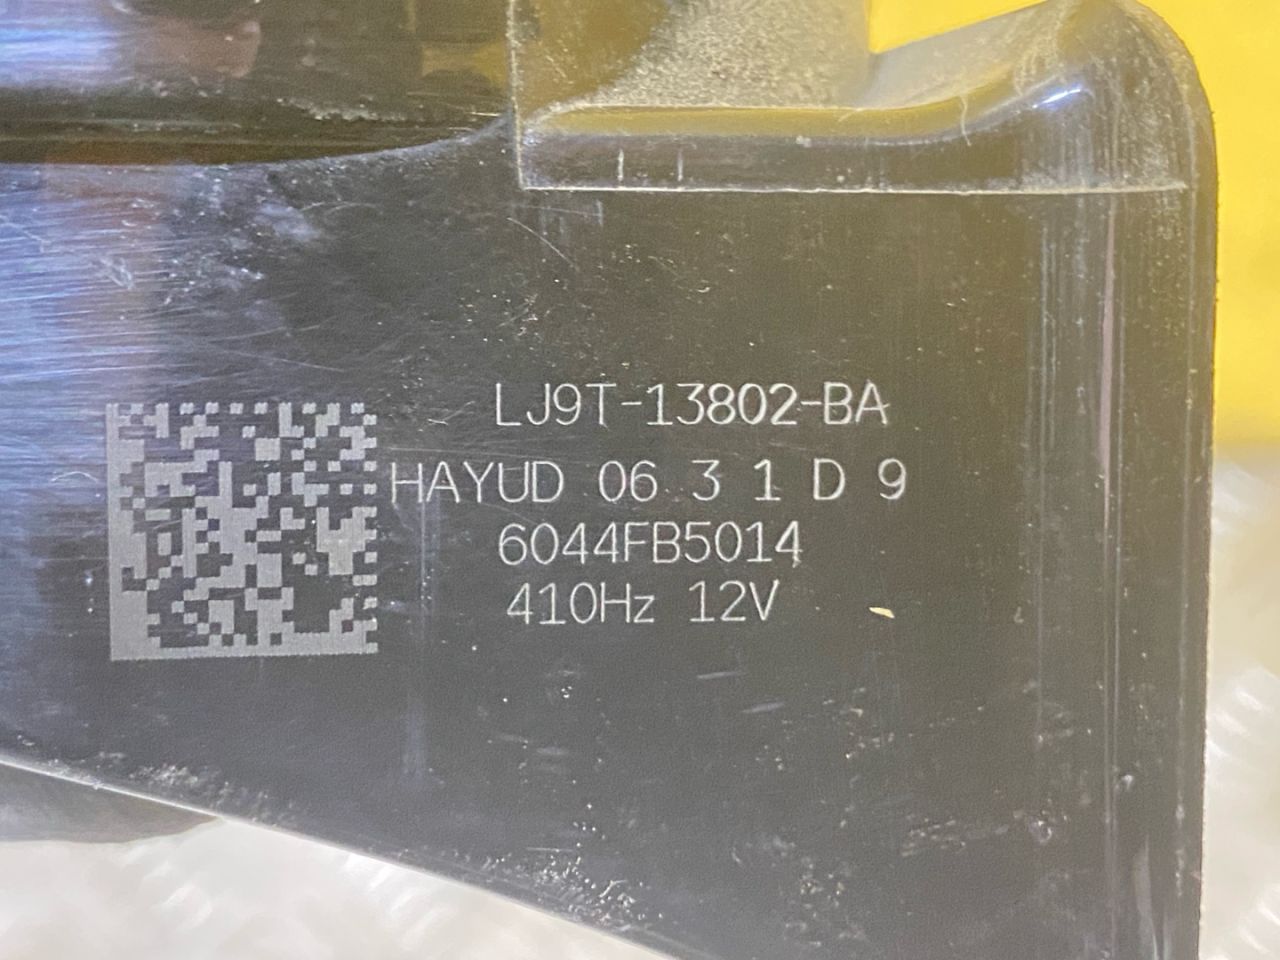 LJ9T-13802-BA
HAYUD 06 3 1 D 9
6044FB5014
410Hz 12V